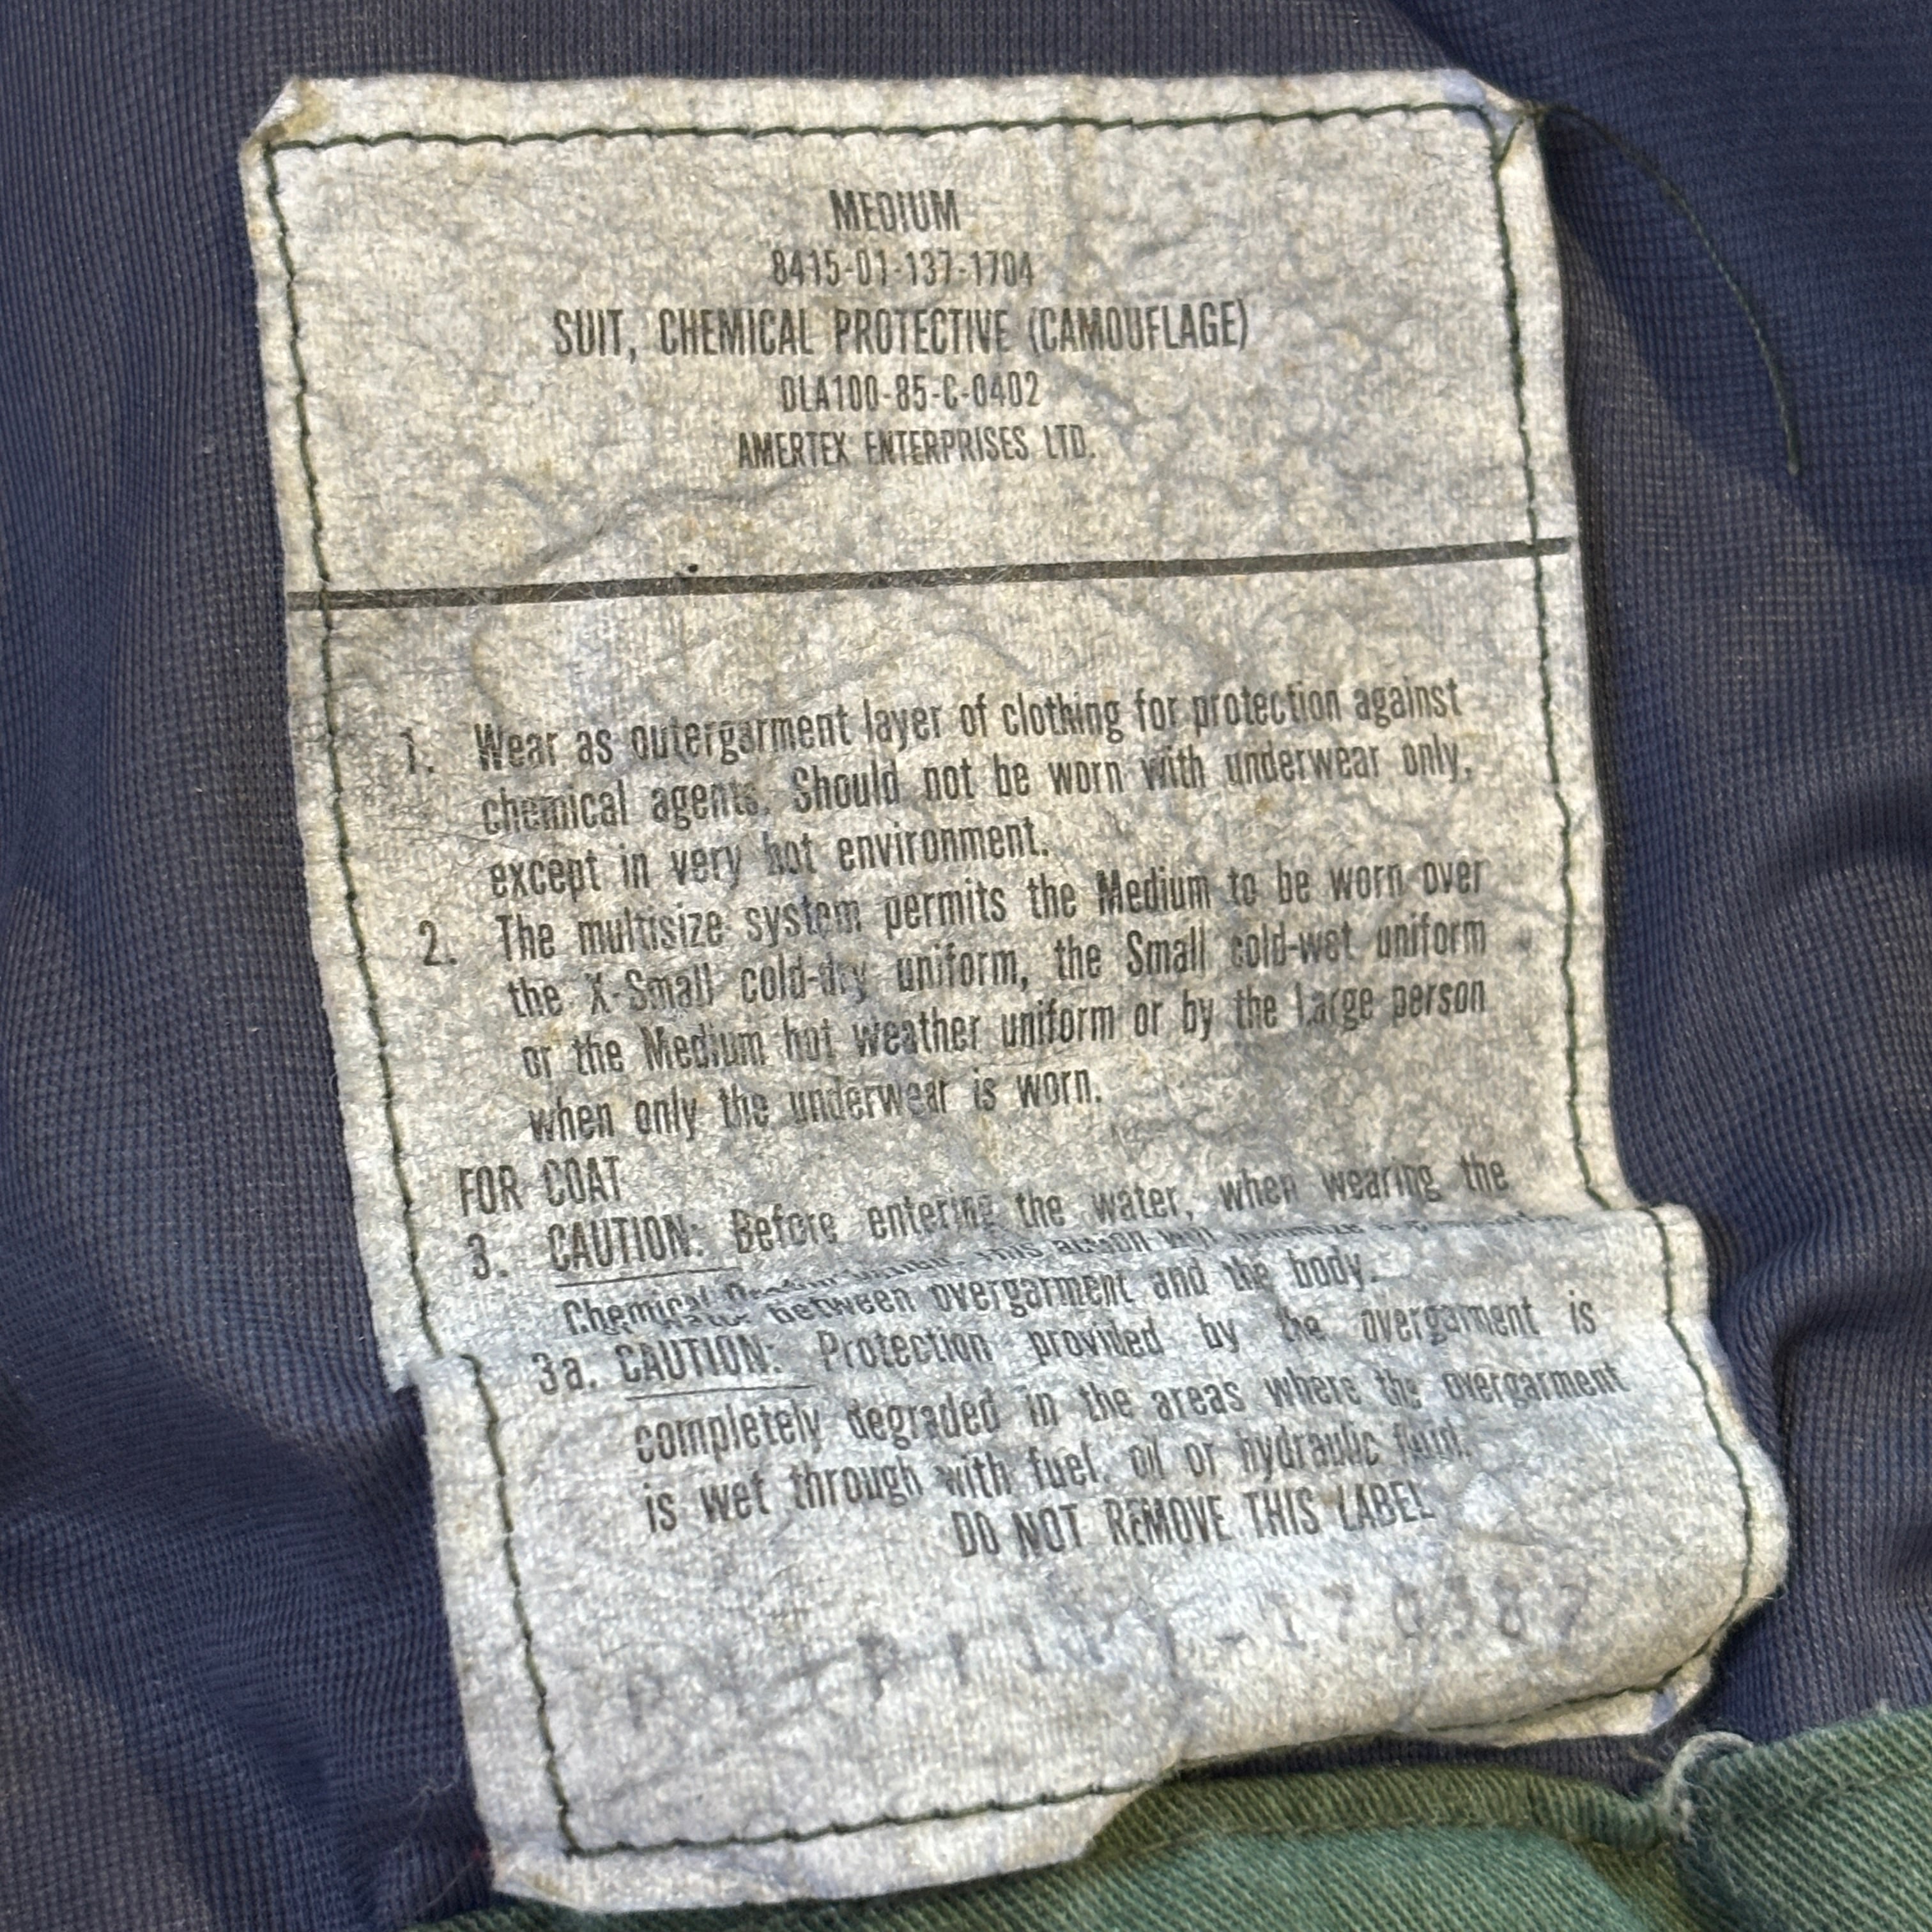 MEDIUM
8415-01-137-1704
SUIT, CHEMICAL PROTECTIVE (CAMOUFLAGE)
DLA100-85-C-0402
AMERTEX ENTERPRISES LTD.
1. Wear as outergarment layer of clothing for protection against
chemical agents. Should not be worn with underwear only,
except in very hot environment.
2. The multisize system permits the Medium to be worn over
the X-Small cold-dry uniform, the Small cold-wet uniform
or the Medium hot weather uniform or by the Large person
when only the underwear is worn.
FOR COAT
3. CAUTION: Before entering the water, when wearing the
Chemical
this action will
between overgarment and the body.
3a. CAUTION: Protection provided by the overgarment is
completely degraded in the areas where the overgarment
is wet through with fuel, oil or hydraulic fluid.
DO NOT REMOVE THIS LABEL